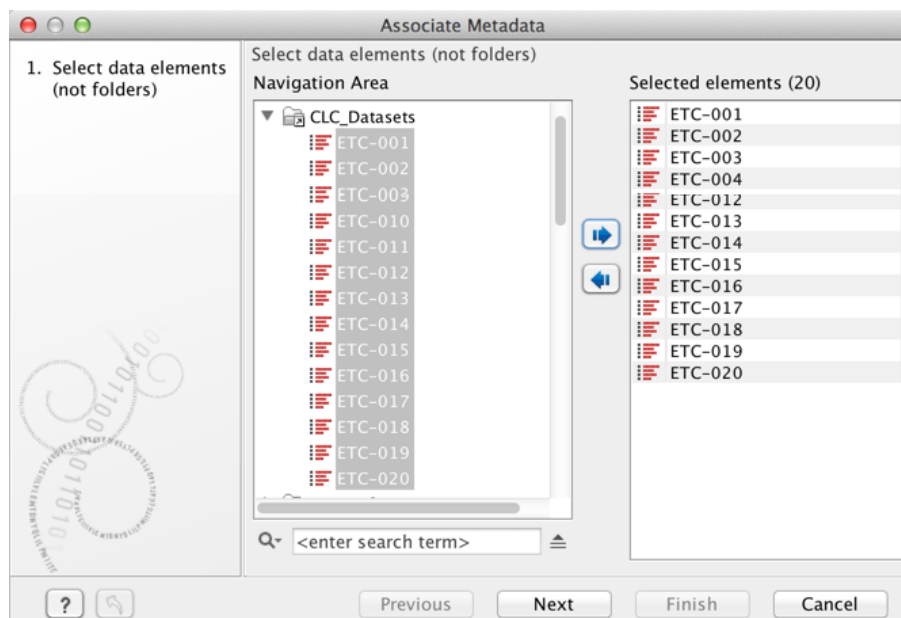 Associate Metadata
1. Select data elements
(not folders)
Select data elements (not folders)
Navigation Area
CLC_Datasets
ETC-001
ETC-002
ETC-003
ETC-010
ETC-011
ETC-012
ETC-013
ETC-014
ETC-015
ETC-016
ETC-017
ETC-018
ETC-019
ETC-020
<enter search term>
Selected elements (20)
ETC-001
ETC-002
ETC-003
ETC-004
ETC-012
ETC-013
ETC-014
ETC-015
ETC-016
ETC-017
ETC-018
ETC-019
ETC-020
?
Previous
Next
Finish
Cancel